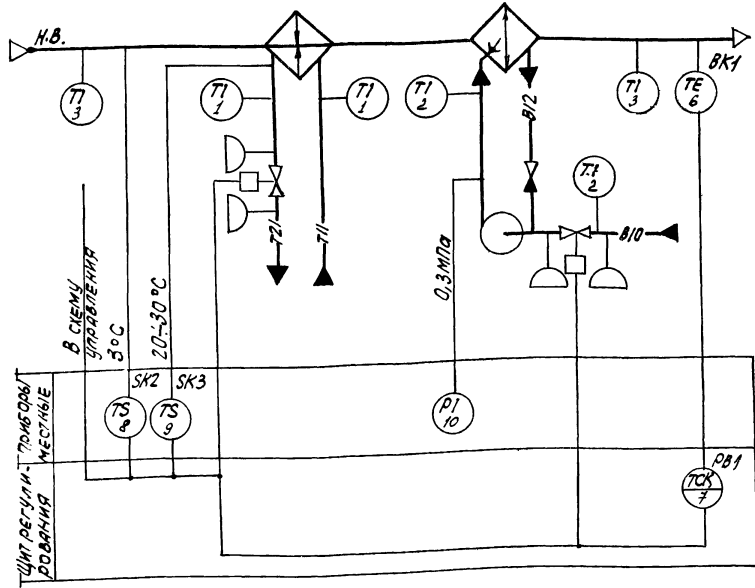 Н.В.
ВК1
TI
3
TI
1
TI
1
TI
2
TI
3
TE
6
В12
2
Т21
Т11
В10
0,3МПа
В СХЕМУ
УПРАВЛЕНИЯ
3°С
20÷30°С
ПРИБОРЫ
МЕСТНЫЕ
SK2
SK3
TS
8
TS
9
PI
10
ЩИТ РЕГУЛИ-
РОВАНИЯ
РВ1
ТСК
7